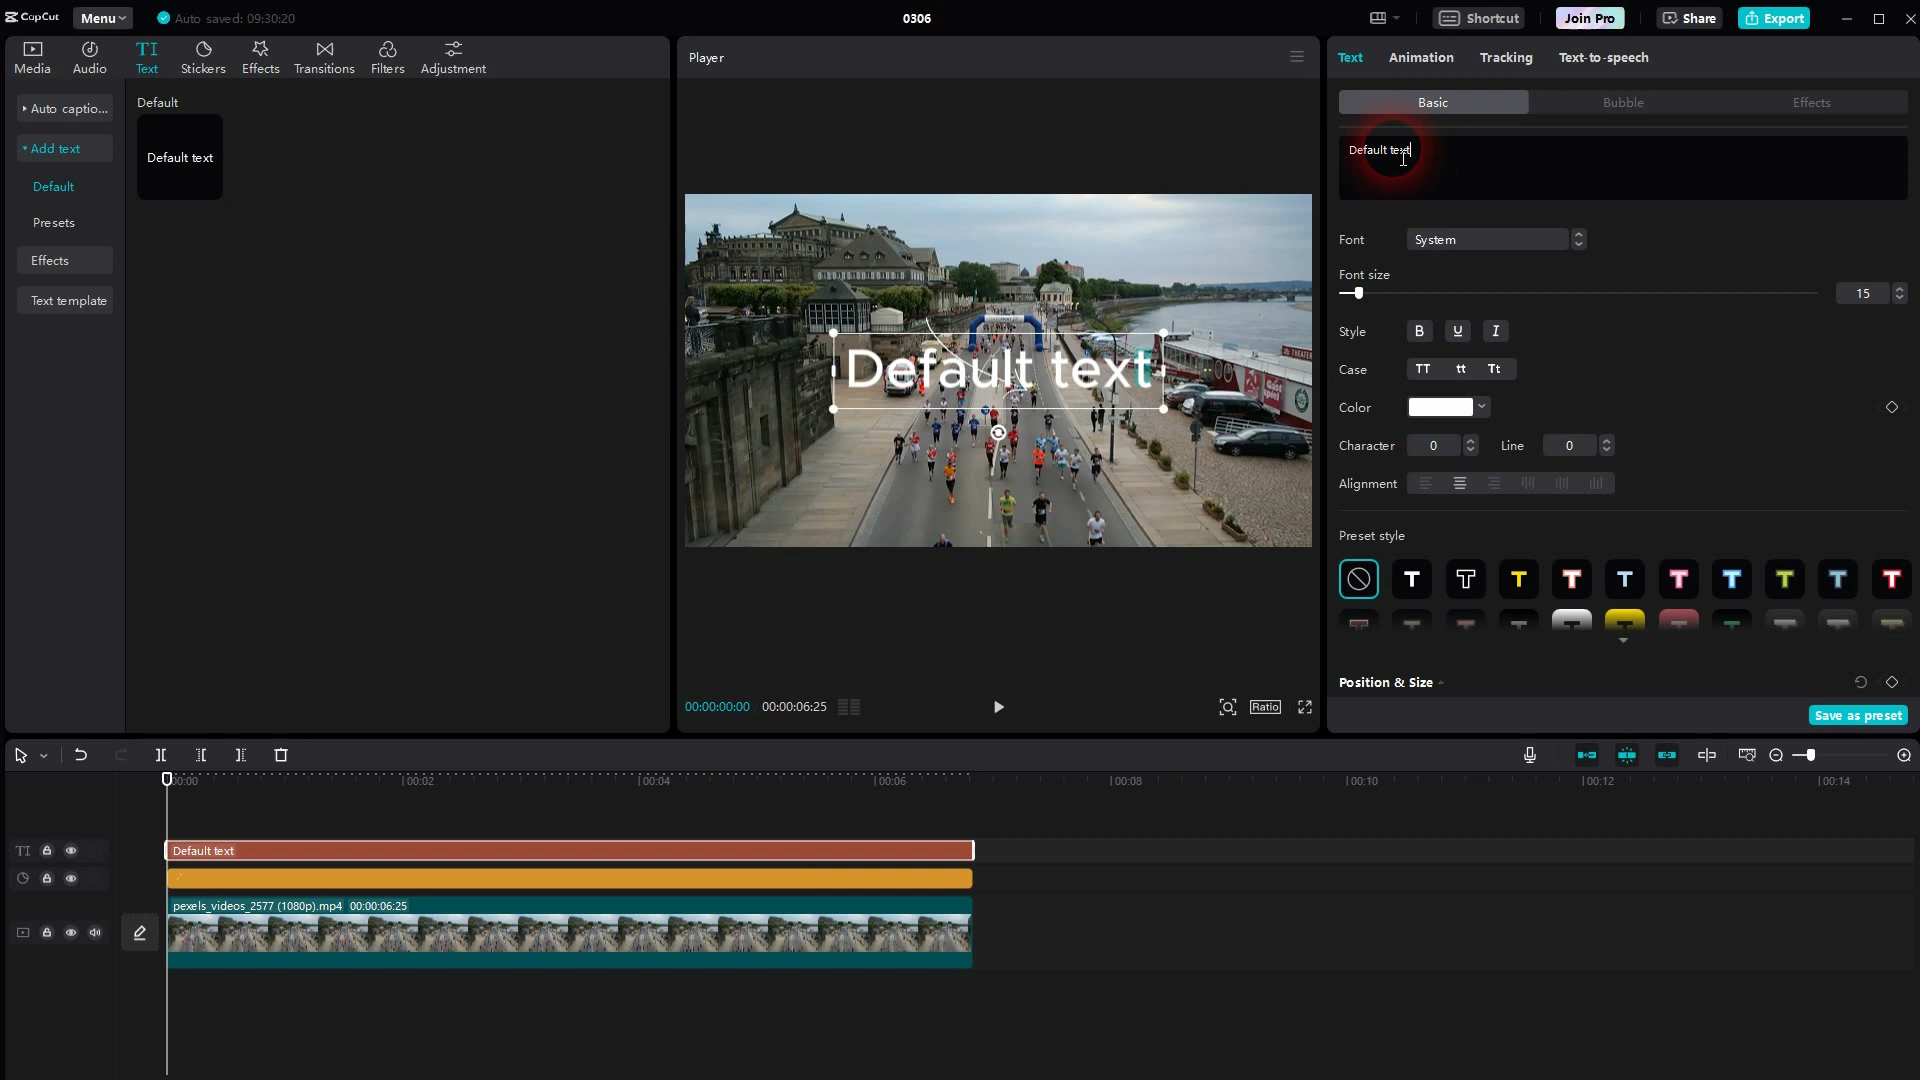 CapCut
Menu
Auto saved: 09:30:20
0306
Shortcut
Join Pro
Share
Export
Media
Audio
TI
Text
Stickers
Effects
Transitions
Filters
Adjustment
Auto captio...
Add text
Default
Presets
Effects
Text template
Default
Default text
Player
Default text
00:00:00:00
00:00:06:25
Ratio
Text
Animation
Tracking
Text-to-speech
Basic
Bubble
Effects
Default text
Font
System
Font size
15
Style
B
U
I
Case
TT
tt
Tt
Color
Character
0
Line
0
Alignment
Preset style
T
T
T
T
T
T
T
T
T
T
Position & Size
Save as preset
00:00
00:02
00:04
00:06
00:08
00:10
00:12
00:14
TI
Default text
pexels_videos_2577 (1080p).mp4
00:00:06:25